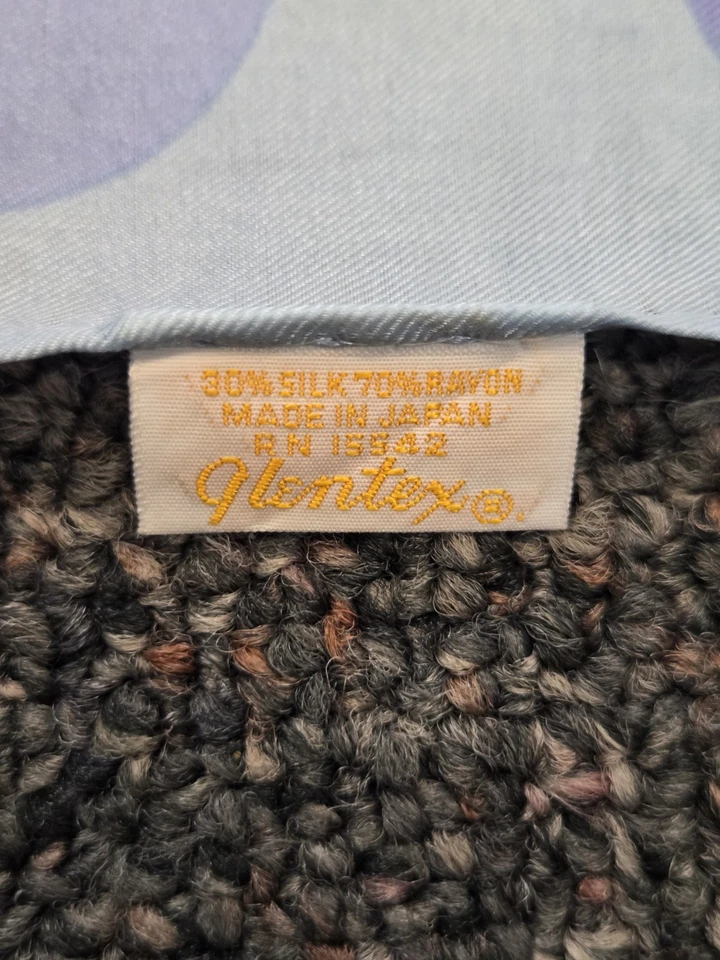 30% SILK 70% RAYON
MADE IN JAPAN
RN 15542
glentex ®